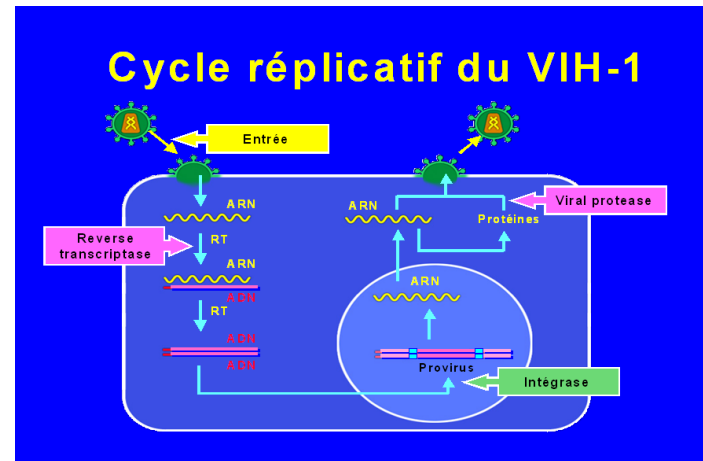 Cycle réplicatif du VIH-1
Entrée
ARN
Reverse
transcriptase
RT
ARN
ADN
RT
ADN
ADN
ARN
Protéines
Viral protease
ARN
Provirus
Intégrase